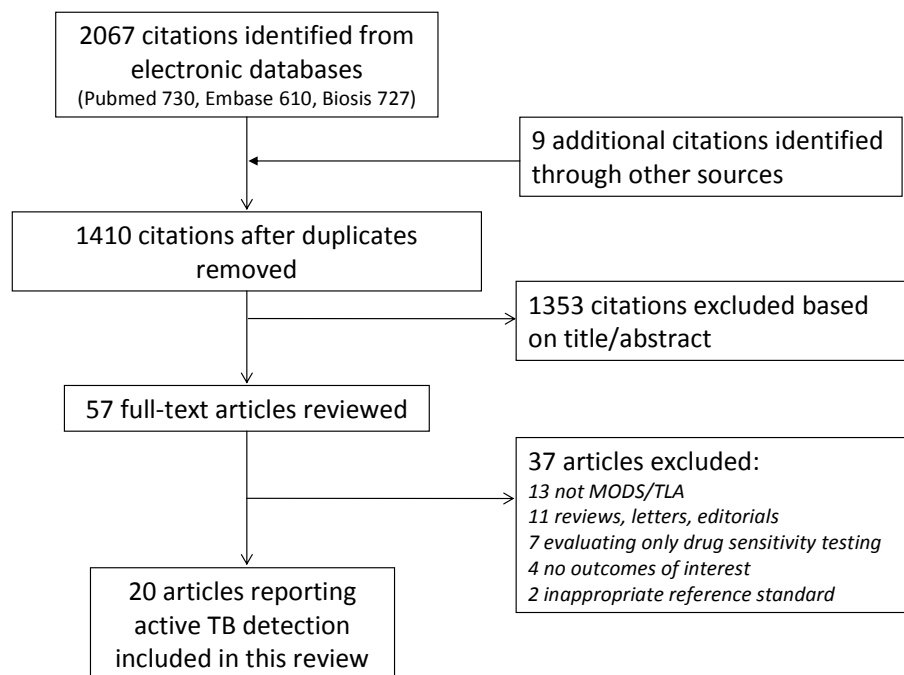 2067 citations identified from
electronic databases
(Pubmed 730, Embase 610, Biosis 727)
9 additional citations identified
through other sources
1410 citations after duplicates
removed
1353 citations excluded based
on title/abstract
57 full-text articles reviewed
37 articles excluded:
13 not MODS/TLA
11 reviews, letters, editorials
7 evaluating only drug sensitivity testing
4 no outcomes of interest
2 inappropriate reference standard
20 articles reporting
active TB detection
included in this review